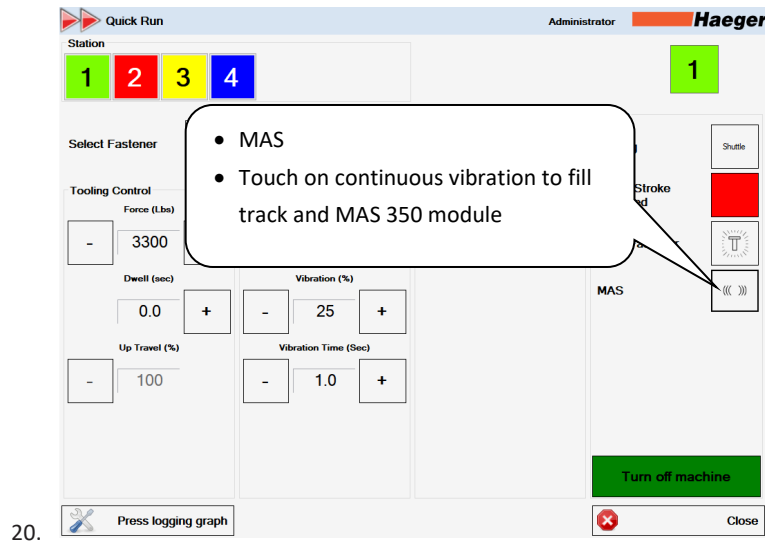 Quick Run
Administrator
Haeger
Station
1 2 3 4
1
Select Fastener
• MAS
• Touch on continuous vibration to fill
track and MAS 350 module
Shuttle
Stroke
Tooling Control
Force (Lbs)
- 3300
Dwell (sec)
0.0 +
Vibration (%)
- 25 +
MAS
((( )))
Up Travel (%)
- 100
Vibration Time (Sec)
- 1.0 +
Turn off machine
20.
Press logging graph
Close